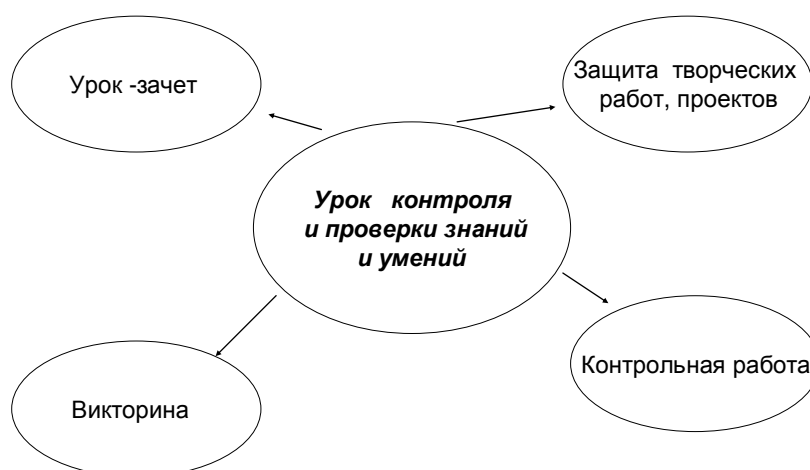 Урок -зачет
Защита творческих
работ, проектов
Урок контроля
и проверки знаний
и умений
Викторина
Контрольная работа